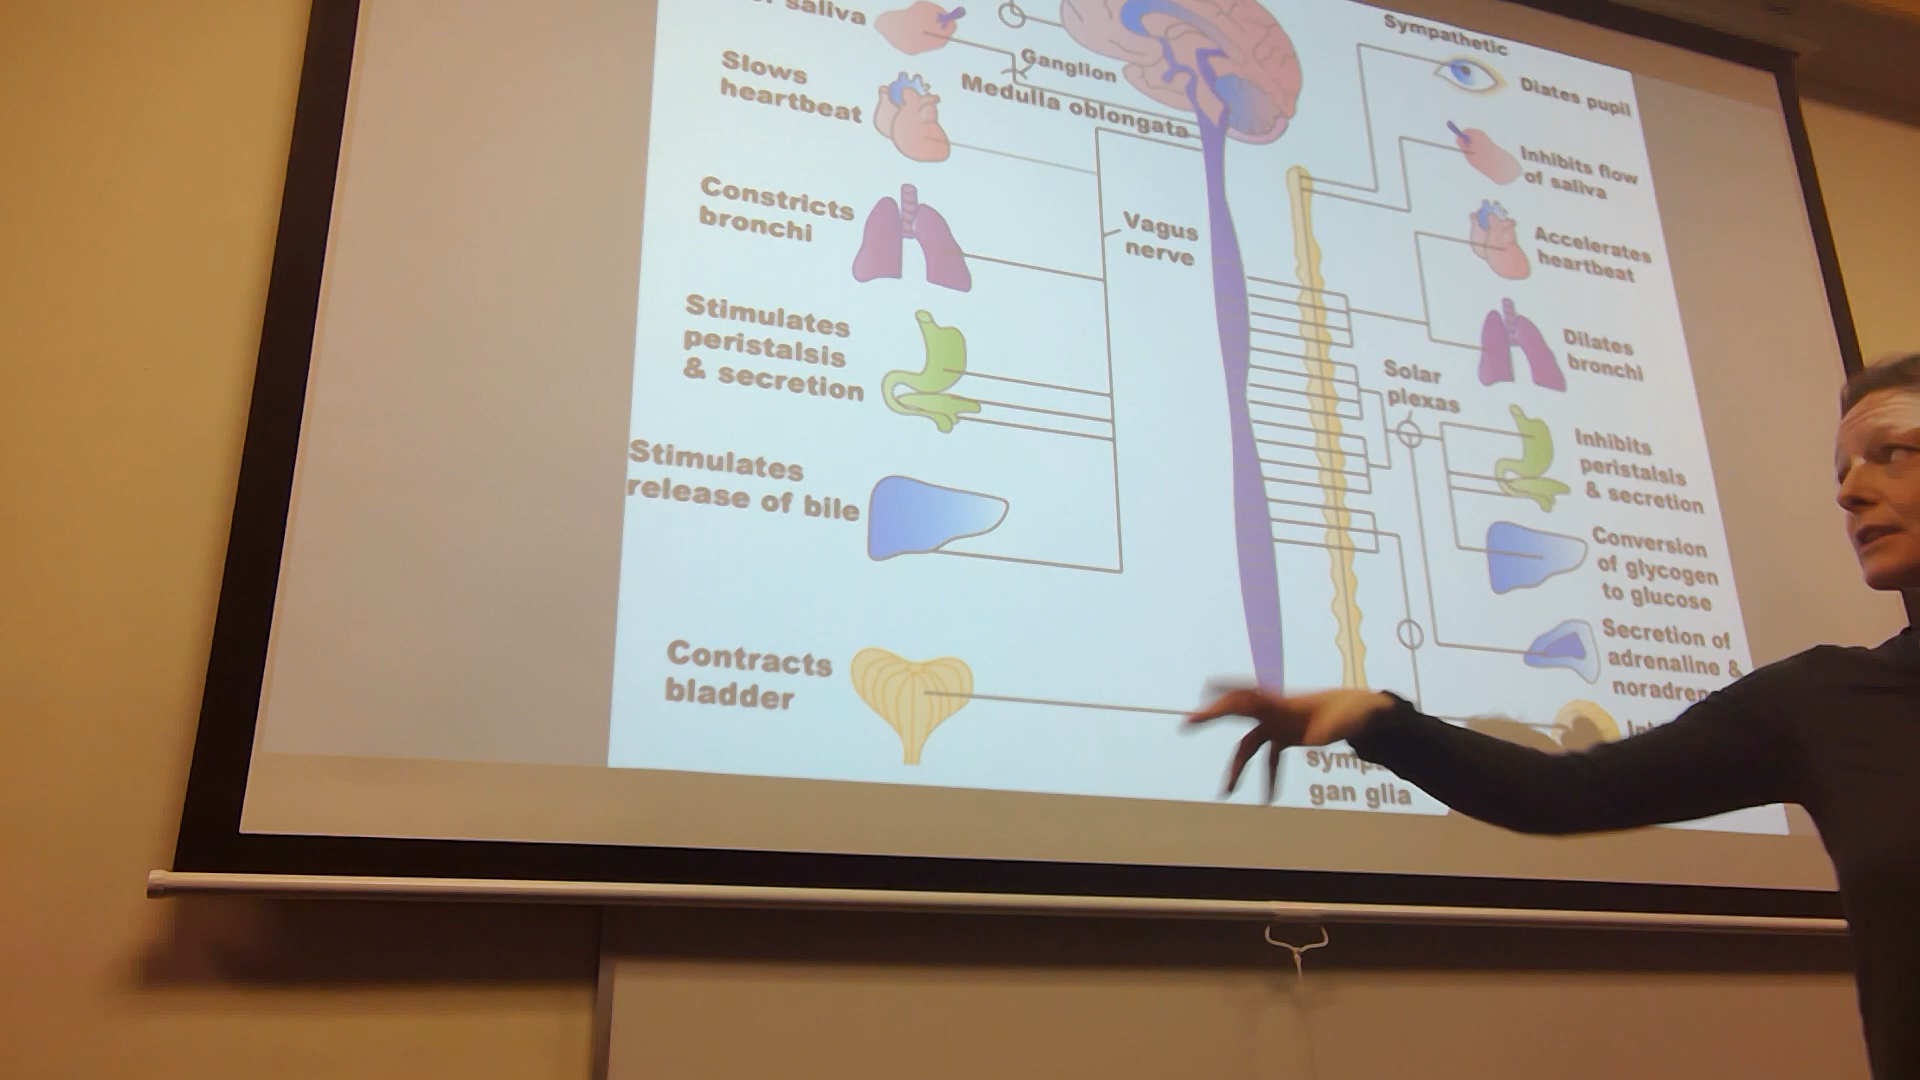 saliva
Slows
heartbeat
Ganglion
Medulla oblongata
Constricts
bronchi
Vagus
nerve
Stimulates
peristalsis
& secretion
Stimulates
release of bile
Contracts
bladder
Sympathetic
Diates pupil
Inhibits flow
of saliva
Accelerates
heartbeat
Dilates
bronchi
Solar
plexas
Inhibits
peristalsis
& secretion
Conversion
of glycogen
to glucose
Secretion of
adrenaline &
gan glia